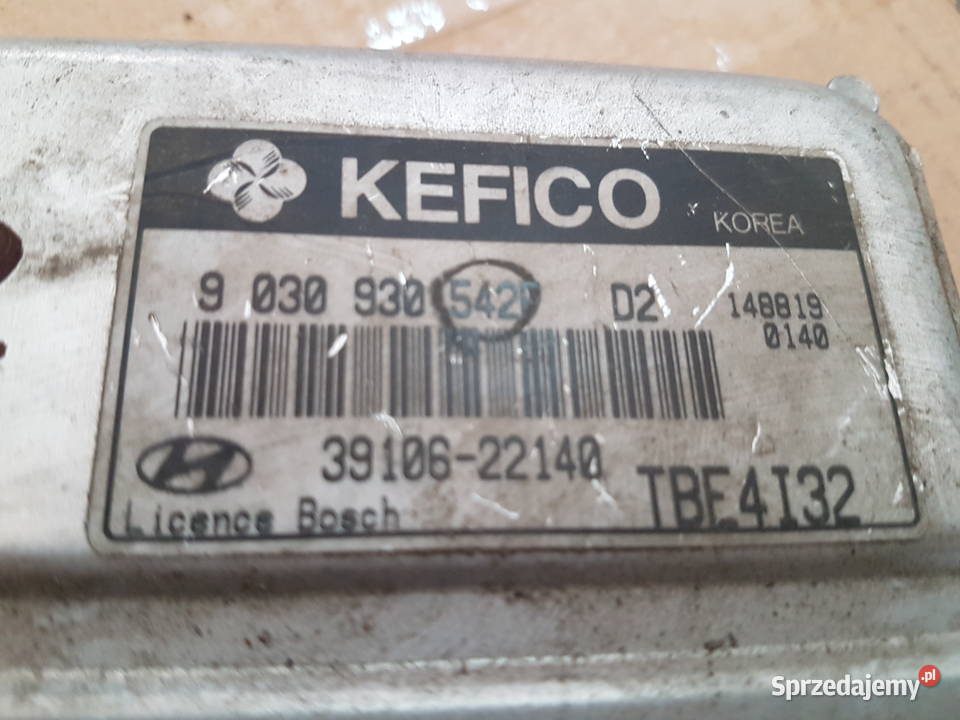 KEFICO KOREA
9 030 930 542F D2 148819
0140
39106-22140
Licence Bosch TBE4I32
Sprzedajemy.pl